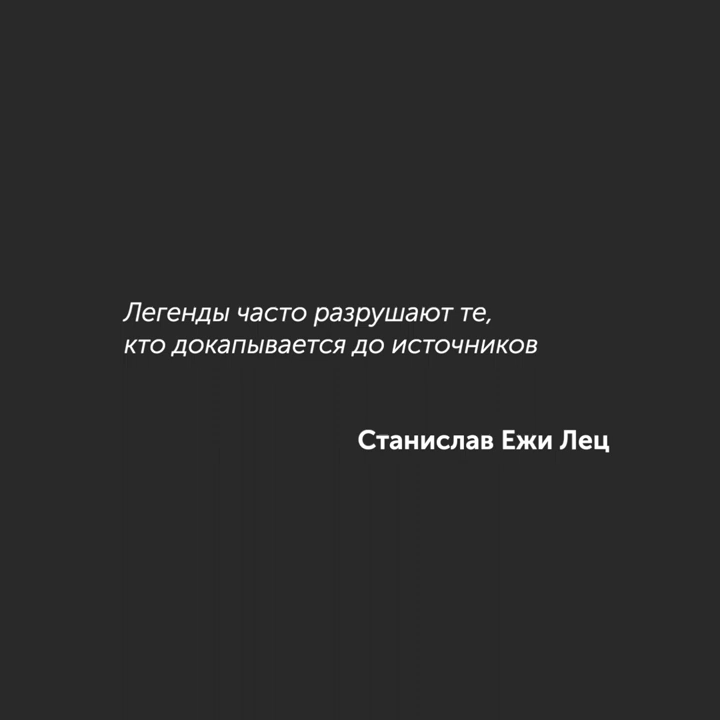 Легенды часто разрушают те,
кто докапывается до источников
Станислав Ежи Лец